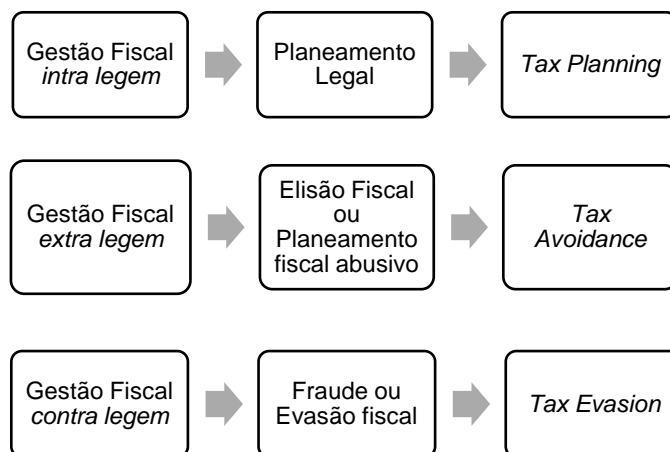 Gestão Fiscal
intra legem
Planeamento
Legal
Tax Planning
Gestão Fiscal
extra legem
Elisão Fiscal
ou
Planeamento
fiscal abusivo
Tax
Avoidance
Gestão Fiscal
contra legem
Fraude ou
Evasão fiscal
Tax Evasion